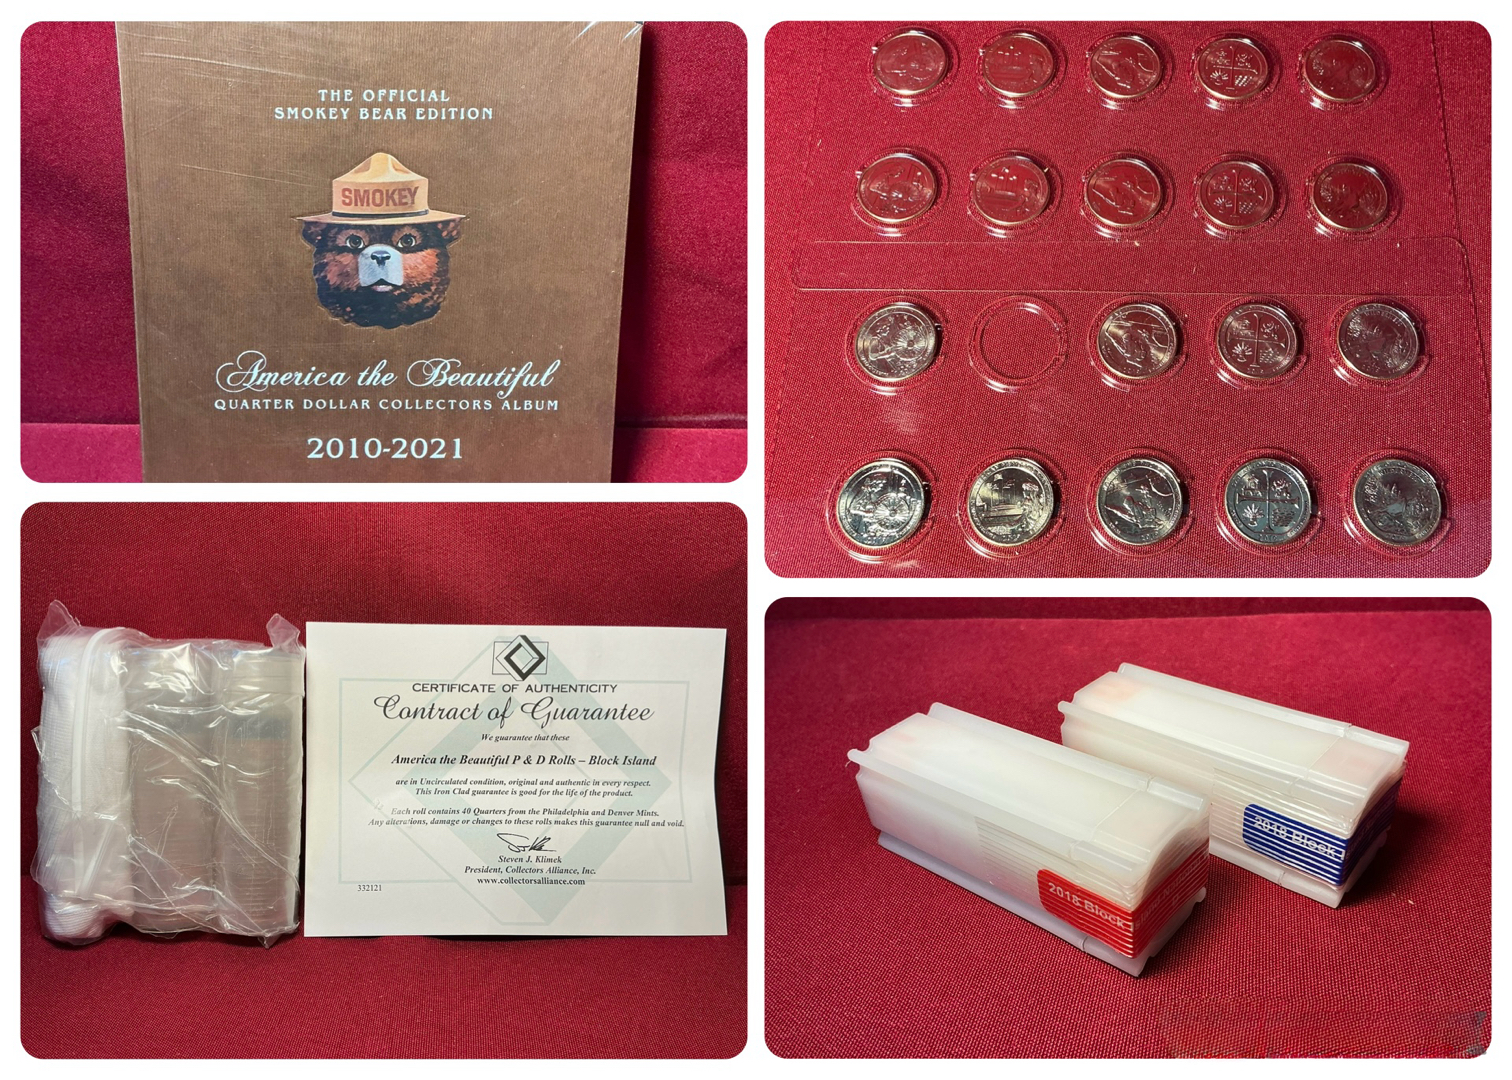 THE OFFICIAL
SMOKEY BEAR EDITION
SMOKEY
America the Beautiful
QUARTER DOLLAR COLLECTORS ALBUM
2010-2021
CERTIFICATE OF AUTHENTICITY
Contract of Guarantee
We guarantee that these
America the Beautiful P & D Rolls – Block Island
are in Uncirculated condition, original and authentic in every respect.
This Iron Clad guarantee is good for the life of the product.
Each roll contains 40 Quarters from the Philadelphia and Denver Mints.
Any alterations, damage or changes to these rolls makes this guarantee null and void.
Steven J. Klimek
President, Collectors Alliance, Inc.
www.collectorsalliance.com
332121
2018 Block
2018 Block